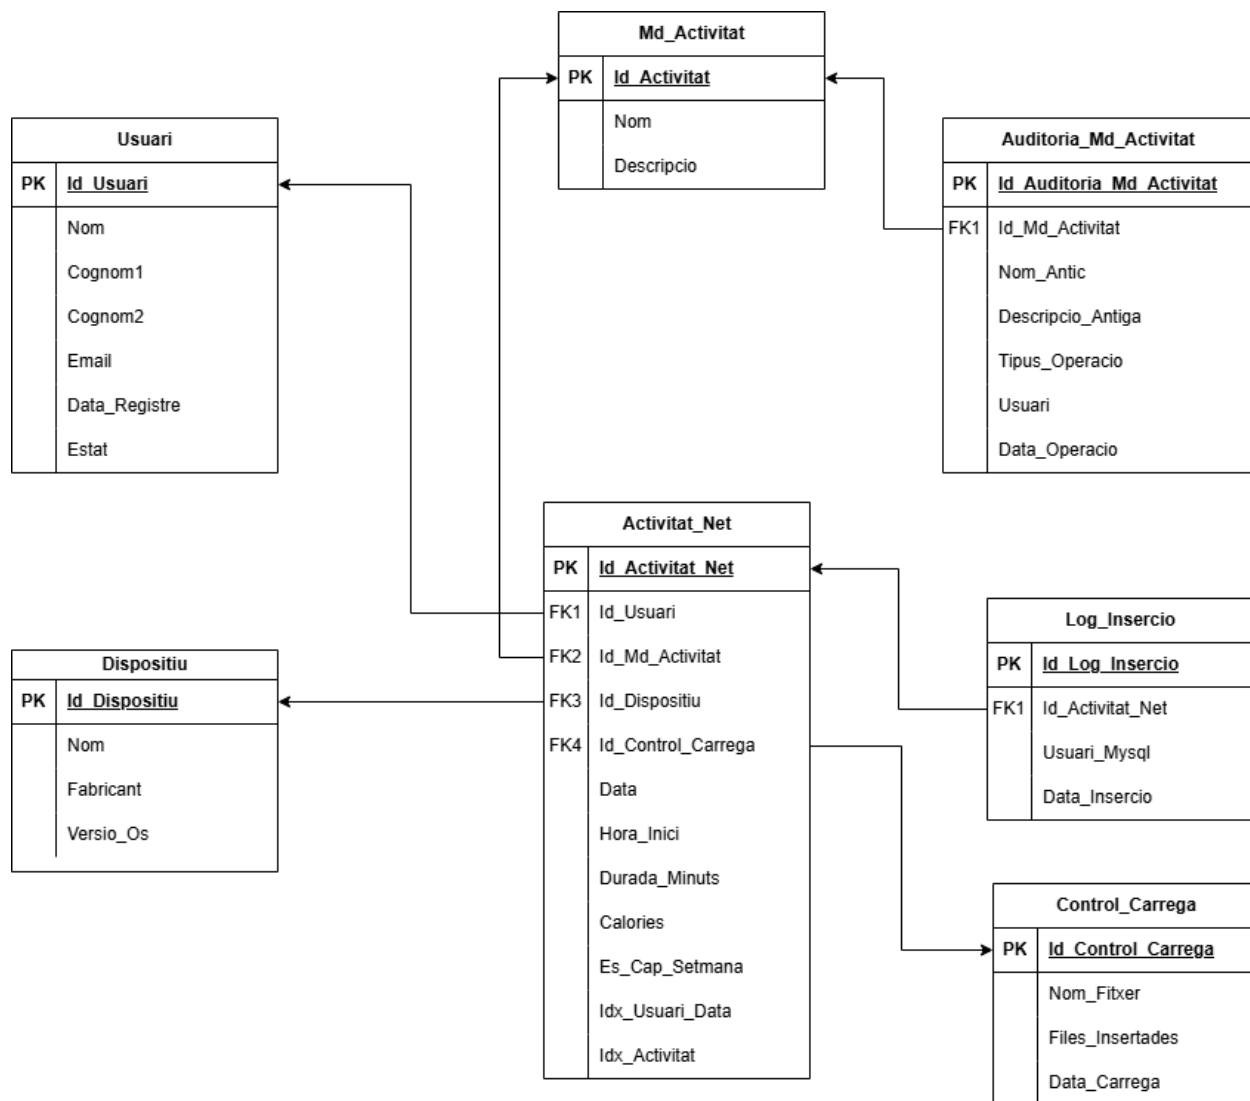 Md_Activitat
PK Id_Activitat
Nom
Descripcio
Usuari
PK Id_Usuari
Nom
Cognom1
Cognom2
Email
Data_Registre
Estat
Auditoria_Md_Activitat
PK Id_Auditoria_Md_Activitat
FK1 Id_Md_Activitat
Nom_Antic
Descripcio_Antiga
Tipus_Operacio
Usuari
Data_Operacio
Activitat_Net
PK Id_Activitat_Net
FK1 Id_Usuari
FK2 Id_Md_Activitat
FK3 Id_Dispositiu
FK4 Id_Control_Carrega
Data
Hora_Inici
Durada_Minuts
Calories
Es_Cap_Setmana
Idx_Usuari_Data
Idx_Activitat
Dispositiu
PK Id_Dispositiu
Nom
Fabricant
Versio_Os
Log_Insercio
PK Id_Log_Insercio
FK1 Id_Activitat_Net
Usuari_Mysql
Data_Insercio
Control_Carrega
PK Id_Control_Carrega
Nom_Fitxer
Files_Insertades
Data_Carrega